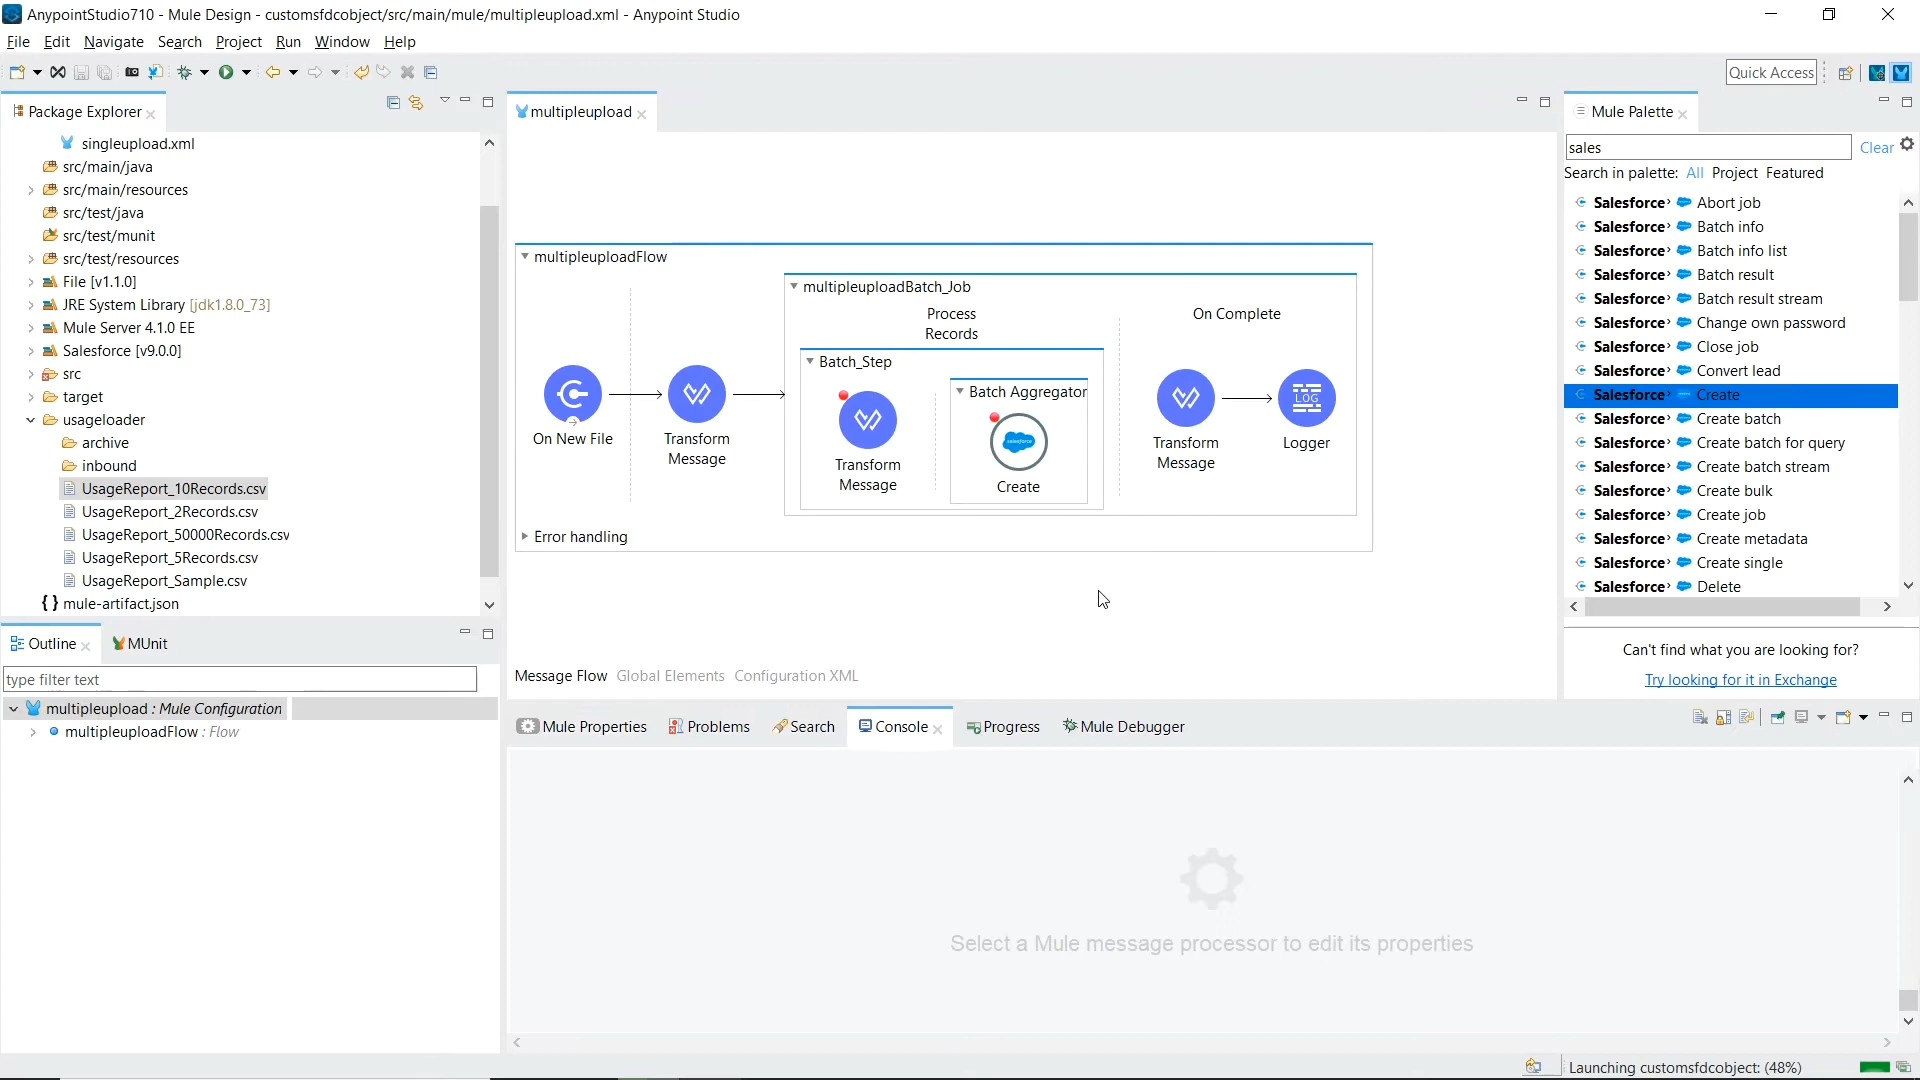 AnypointStudio710 - Mule Design - customsfdcobject/src/main/mule/multipleupload.xml - Anypoint Studio
File Edit Navigate Search Project Run Window Help
Quick Access
Package Explorer
singleupload.xml
src/main/java
src/main/resources
src/test/java
src/test/munit
src/test/resources
File [v1.1.0]
JRE System Library [jdk1.8.0_73]
Mule Server 4.1.0 EE
Salesforce [v9.0.0]
src
target
usageloader
archive
inbound
UsageReport_10Records.csv
UsageReport_2Records.csv
UsageReport_50000Records.csv
UsageReport_5Records.csv
UsageReport_Sample.csv
{ } mule-artifact.json
Outline MUnit
type filter text
multipleupload : Mule Configuration
multipleuploadFlow : Flow
multipleupload
multipleuploadFlow
multipleuploadBatch_Job
Process
Records
On Complete
Batch_Step
Batch Aggregator
salesforce
LOG
On New File
Transform
Message
Transform
Message
Create
Transform
Message
Logger
Error handling
Message Flow Global Elements Configuration XML
Mule Properties Problems Search Console Progress Mule Debugger
Select a Mule message processor to edit its properties
Mule Palette
sales
Clear
Search in palette: All Project Featured
Salesforce Abort job
Salesforce Batch info
Salesforce Batch info list
Salesforce Batch result
Salesforce Batch result stream
Salesforce Change own password
Salesforce Close job
Salesforce Convert lead
Salesforce Create
Salesforce Create batch
Salesforce Create batch for query
Salesforce Create batch stream
Salesforce Create bulk
Salesforce Create job
Salesforce Create metadata
Salesforce Create single
Salesforce Delete
Can't find what you are looking for?
Try looking for it in Exchange
Launching customsfdcobject: (48%)